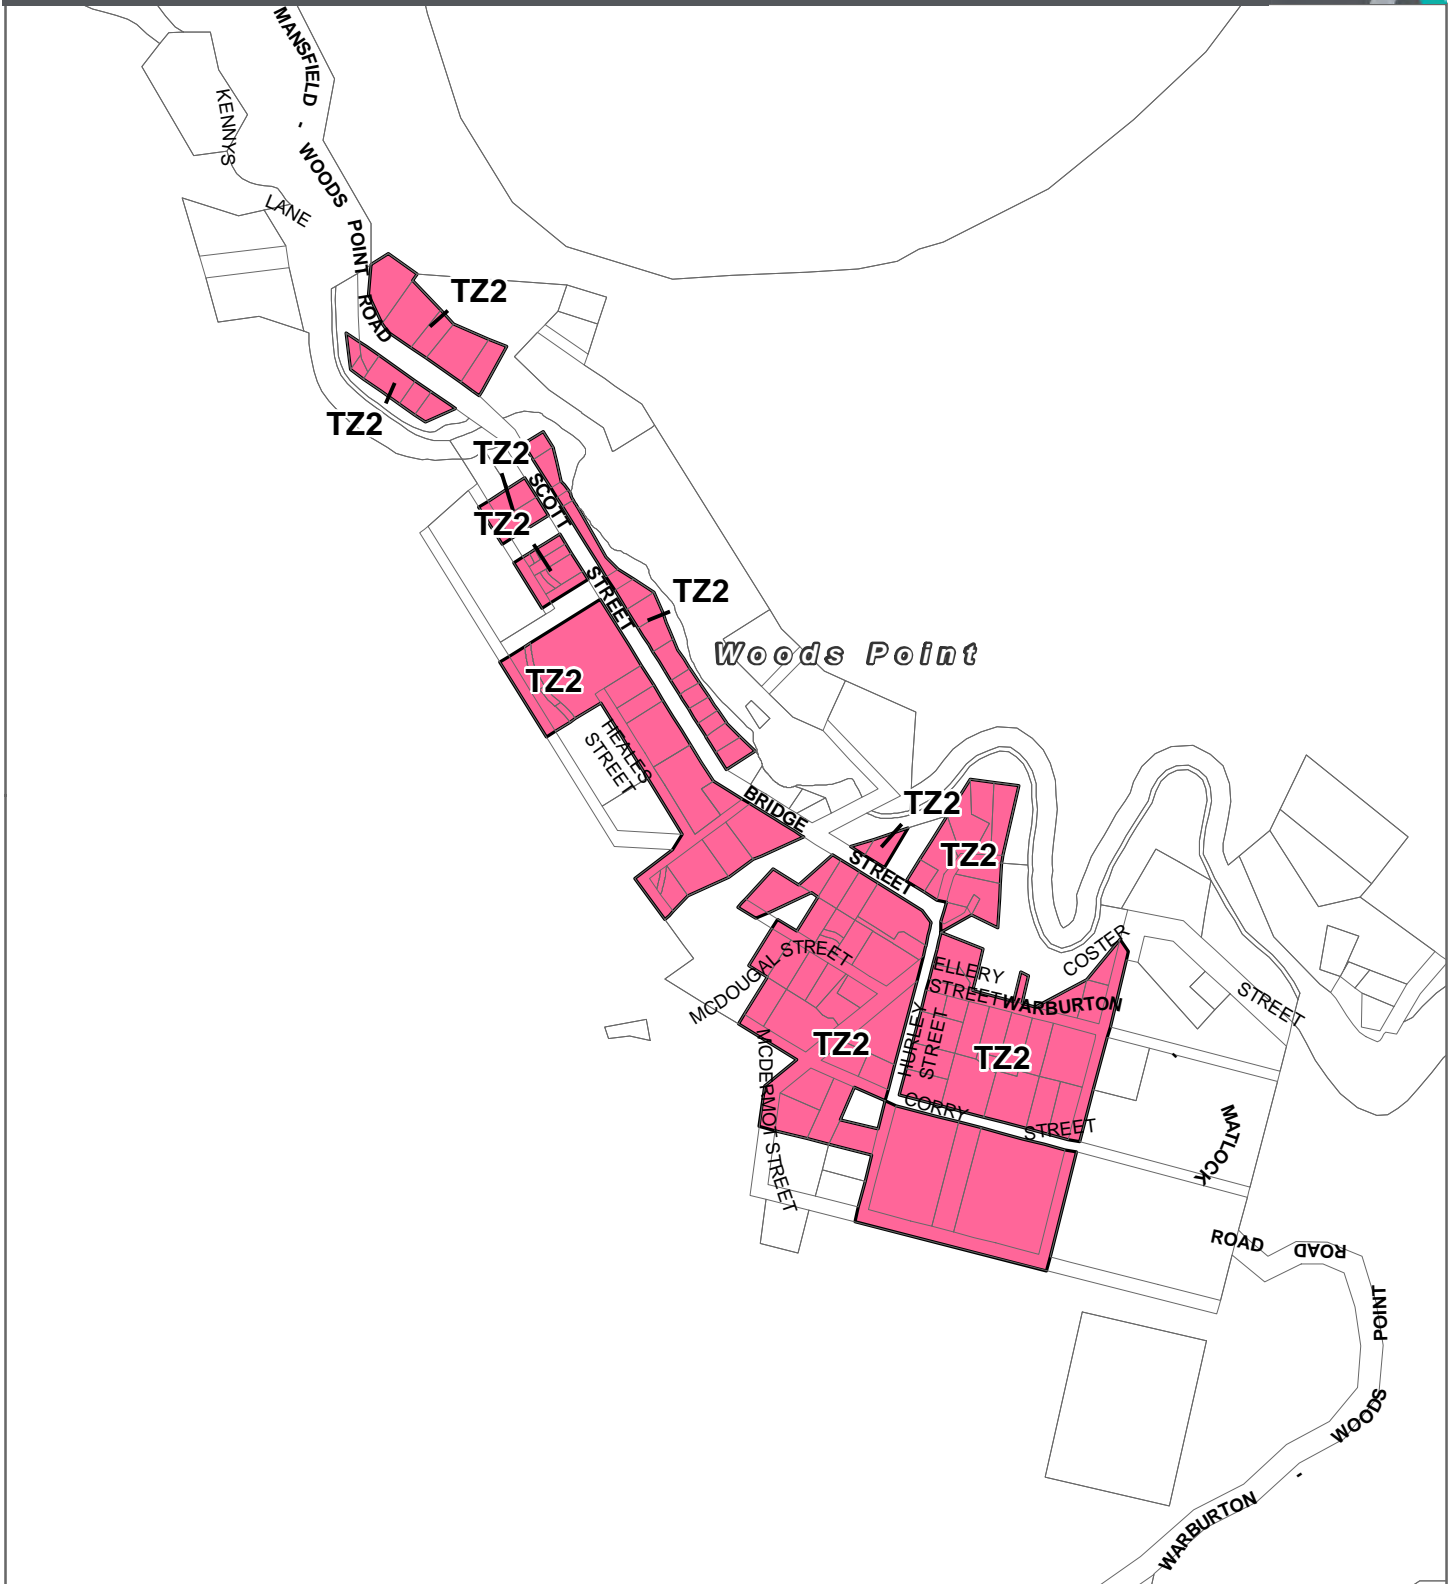 MANSFIELD - WOODS POINT ROAD
KENNYS
LANE
TZ2
TZ2
TZ2
TZ2
SCOTT STREET
TZ2
Woods Point
TZ2
HEALES
STREET
BRIDGE STREET
TZ2
TZ2
MCDOUGAL STREET
ELLERY
STREET
COSTER STREET
WARBURTON
HURLEY
STREET
TZ2
TZ2
MCDERMOT STREET
CORRY STREET
-
MATLOCK
ROAD
ROAD
POINT
WOODS
-
WARBURTON